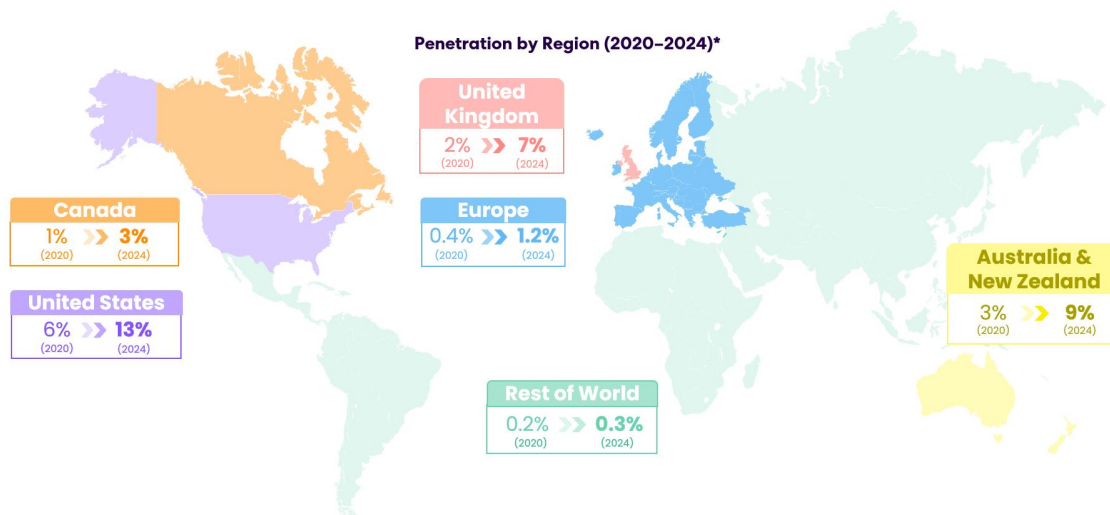 Penetration by Region (2020–2024)*
United
Kingdom
2% 7%
(2020) (2024)
Canada
1% 3%
(2020) (2024)
Europe
0.4% 1.2%
(2020) (2024)
Australia &
New Zealand
3% 9%
(2020) (2024)
United States
6% 13%
(2020) (2024)
Rest of World
0.2% 0.3%
(2020) (2024)